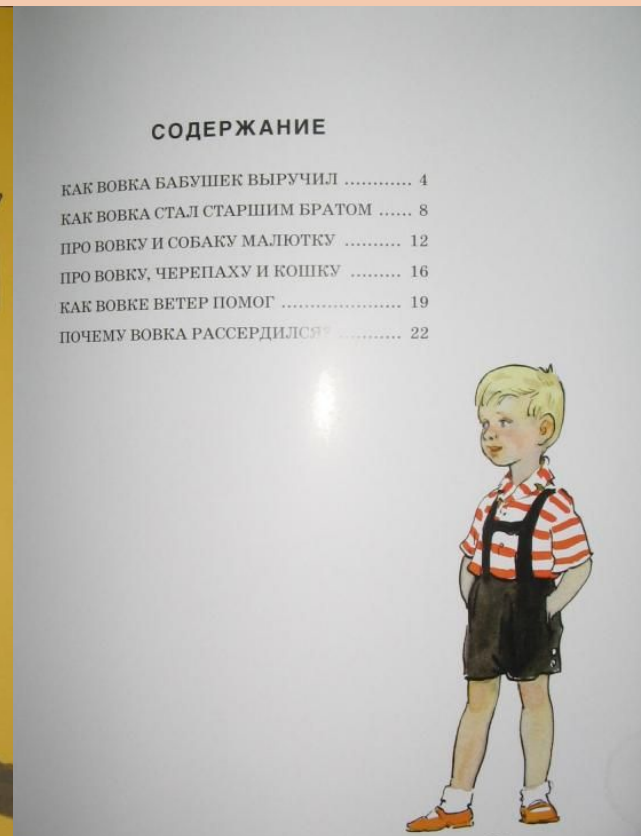 СОДЕРЖАНИЕ
КАК ВОВКА БАБУШЕК ВЫРУЧИЛ ............ 4
КАК ВОВКА СТАЛ СТАРШИМ БРАТОМ ...... 8
ПРО ВОВКУ И СОБАКУ МАЛЮТКУ .......... 12
ПРО ВОВКУ, ЧЕРЕПАХУ И КОШКУ ......... 16
КАК ВОВКЕ ВЕТЕР ПОМОГ ..................... 19
ПОЧЕМУ ВОВКА РАССЕРДИЛСЯ? ........... 22